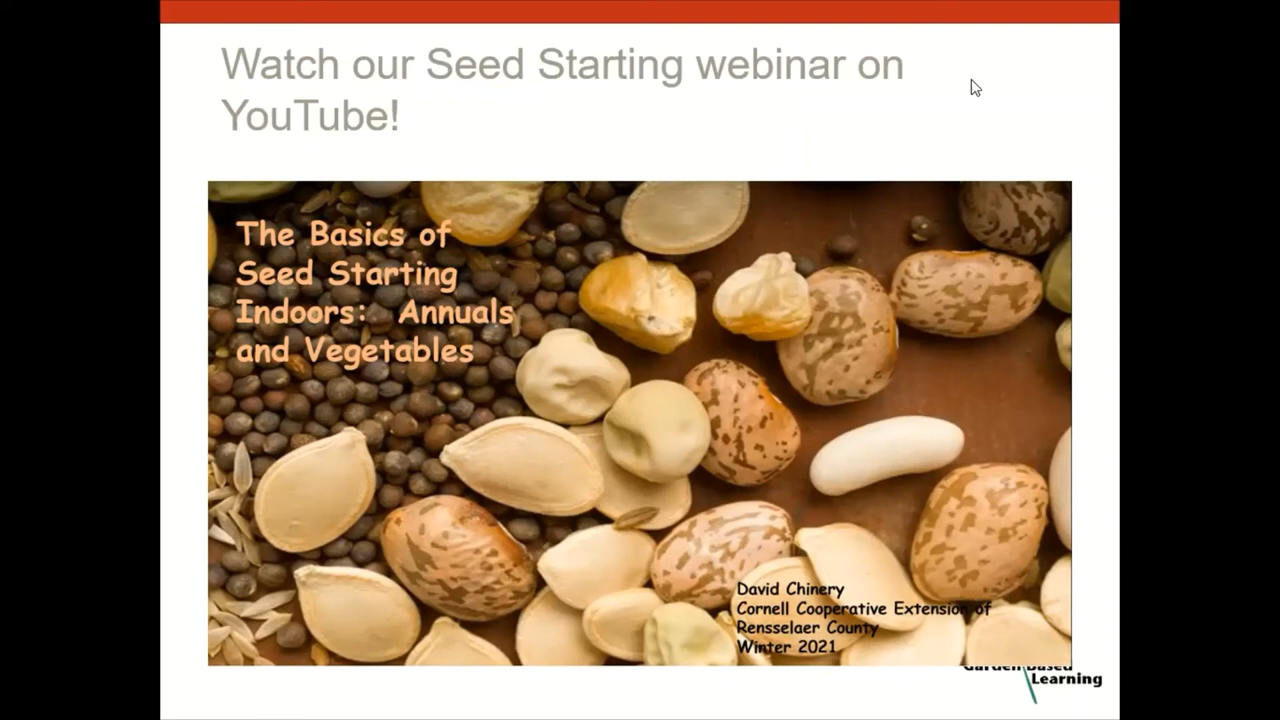 Watch our Seed Starting webinar on
YouTube!
The Basics of
Seed Starting
Indoors: Annuals
and Vegetables
David Chinery
Cornell Cooperative Extension of
Rensselaer County
Winter 2021
Garden Based
Learning